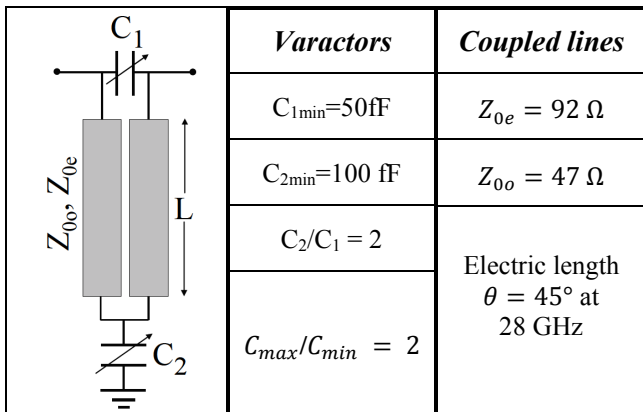 C₁
Z₀ₒ, Z₀ₑ
L
C₂
Varactors
Coupled lines
C₁min=50fF
Z₀ₑ = 92 Ω
C₂min=100 fF
Z₀ₒ = 47 Ω
C₂/C₁ = 2
Electric length
θ = 45° at
28 GHz
Cmax/Cmin = 2